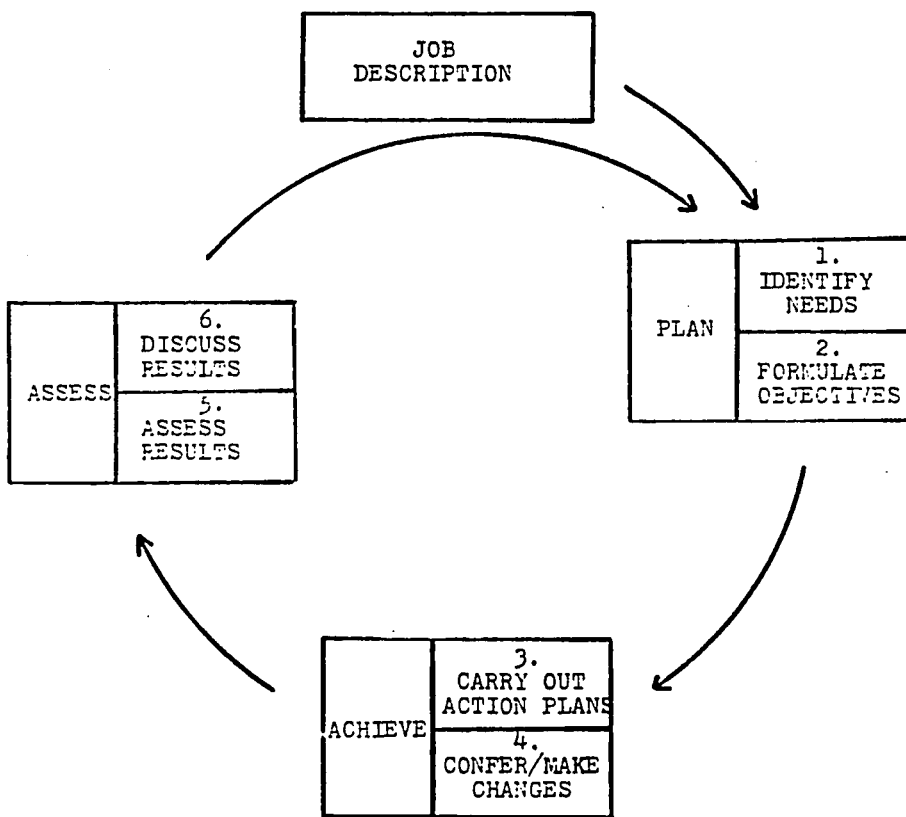 JOB
DESCRIPTION
1.
IDENTIFY
NEEDS
PLAN
2.
FORMULATE
OBJECTIVES
6.
DISCUSS
RESULTS
ASSESS
5.
ASSESS
RESULTS
3.
CARRY OUT
ACTION PLANS
ACHIEVE
4.
CONFER/MAKE
CHANGES